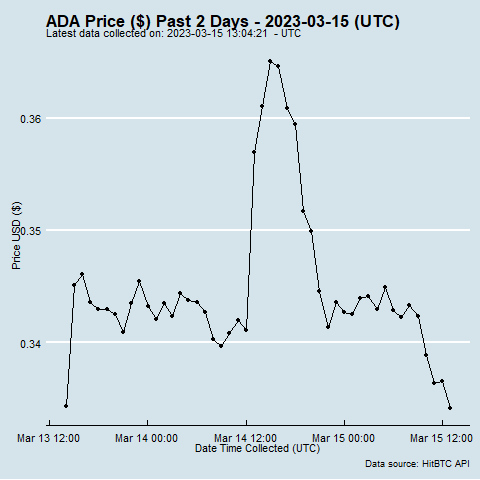 ADA Price ($) Past 2 Days - 2023-03-15 (UTC)
Latest data collected on: 2023-03-15 13:04:21  - UTC
0.36
0.35
0.34
Price USD ($)
Mar 13 12:00 Mar 14 00:00 Mar 14 12:00 Mar 15 00:00 Mar 15 12:00
Date Time Collected (UTC)
Data source: HitBTC API